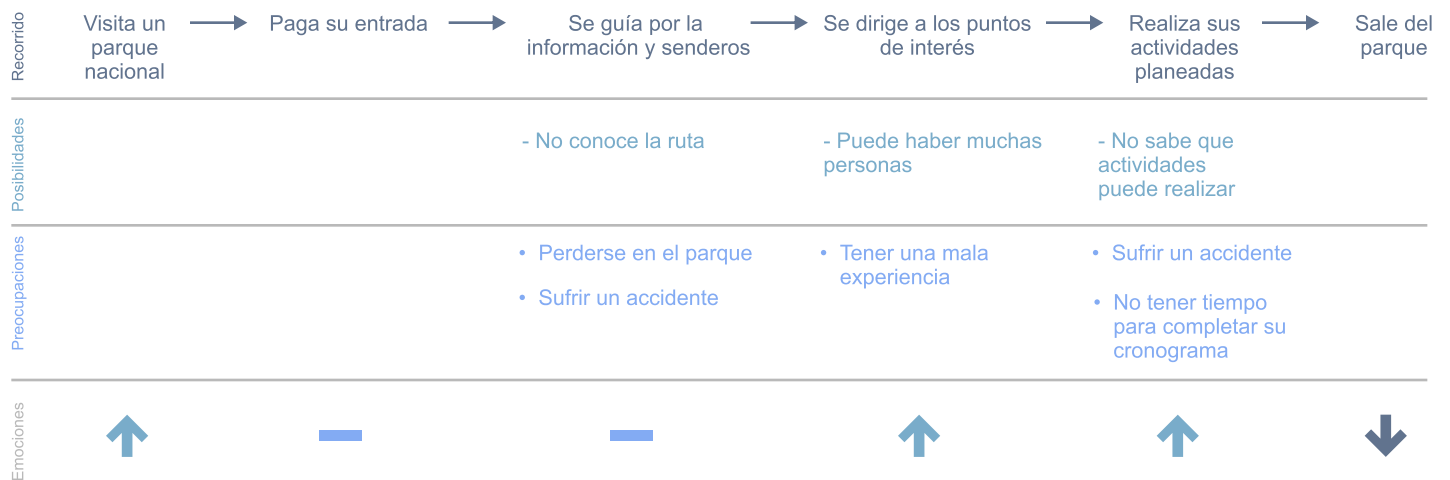 Recorrido
Visita un
parque
nacional
Paga su entrada
Se guía por la
información y senderos
Se dirige a los puntos
de interés
Realiza sus
actividades
planeadas
Sale del
parque
Posibilidades
- No conoce la ruta
- Puede haber muchas
personas
- No sabe que
actividades
puede realizar
Preocupaciones
• Perderse en el parque
• Sufrir un accidente
• Tener una mala
experiencia
• Sufrir un accidente
• No tener tiempo
para completar su
cronograma
Emociones